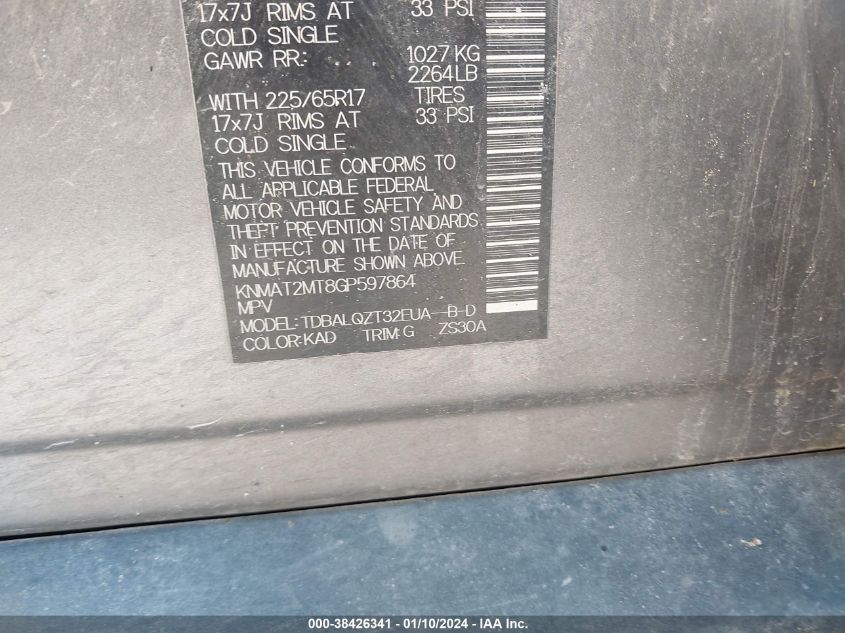 17x7J RIMS AT 33 PSI
COLD SINGLE
GAWR RR: 1027 KG
2264 LB
WITH 225/65R17 TIRES
17x7J RIMS AT 33 PSI
COLD SINGLE
THIS VEHICLE CONFORMS TO
ALL APPLICABLE FEDERAL
MOTOR VEHICLE SAFETY AND
THEFT PREVENTION STANDARDS
IN EFFECT ON THE DATE OF
MANUFACTURE SHOWN ABOVE.
KNMAT2MT8GP597864
MPV
MODEL:TDBALQZT32EUA--B-D
COLOR:KAD TRIM:G ZS30A
000-38426341 / 01/10/2024 - IAA Inc.